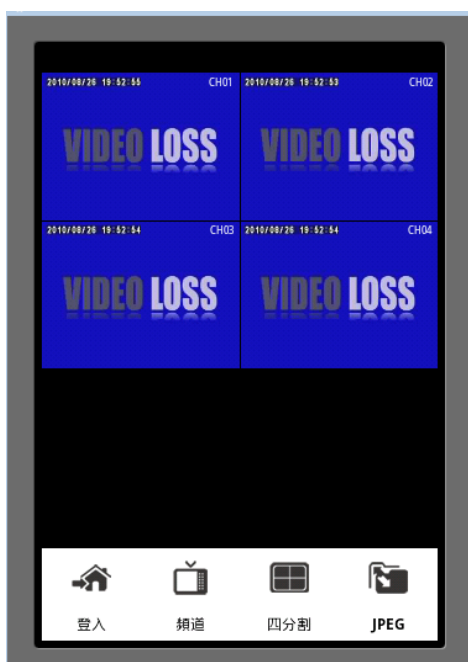 2010/08/26 19:52:55 CH01
2010/08/26 19:52:53 CH02
VIDEO LOSS
VIDEO LOSS
2010/08/26 19:52:54 CH03
2010/08/26 19:52:54 CH04
VIDEO LOSS
VIDEO LOSS
登入
頻道
四分割
JPEG